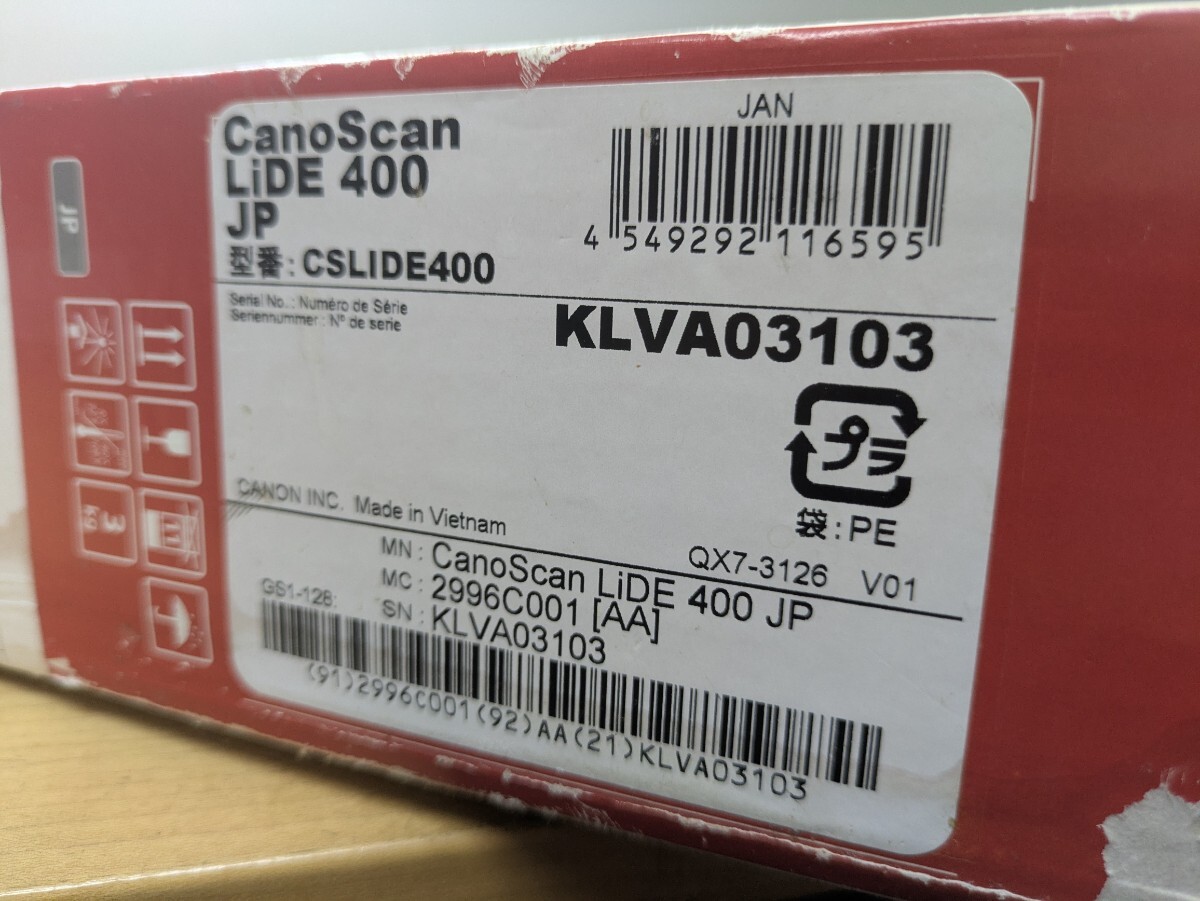 CanoScan
LiDE 400
JP
型番: CSLIDE400
JAN
4 549292 116595
Serial No.: Numéro de Série
Seriennummer: Nº de serie
KLVA03103
プラ
袋: PE
CANON INC. Made in Vietnam
QX7-3126 V01
MN: CanoScan LiDE 400 JP
MC: 2996C001 [AA]
SN: KLVA03103
GS1-128:
(91)2996C001(92)AA(21)KLVA03103
JP
3
kg